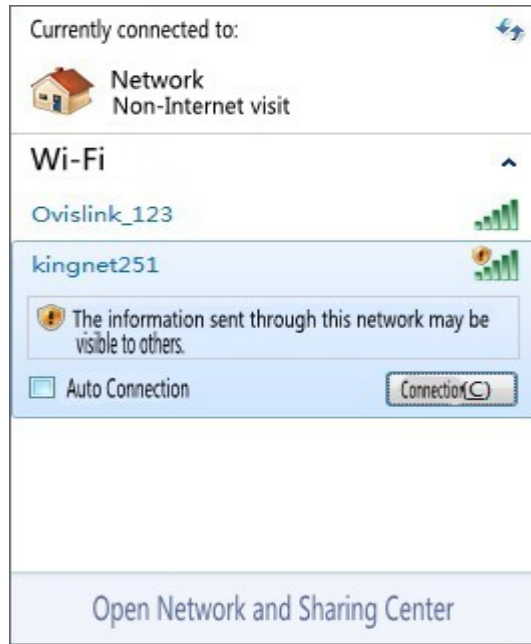 Currently connected to:
Network
Non-Internet visit
Wi-Fi
Ovislink_123
kingnet251
The information sent through this network may be
visible to others.
Auto Connection
Connection(C)
Open Network and Sharing Center